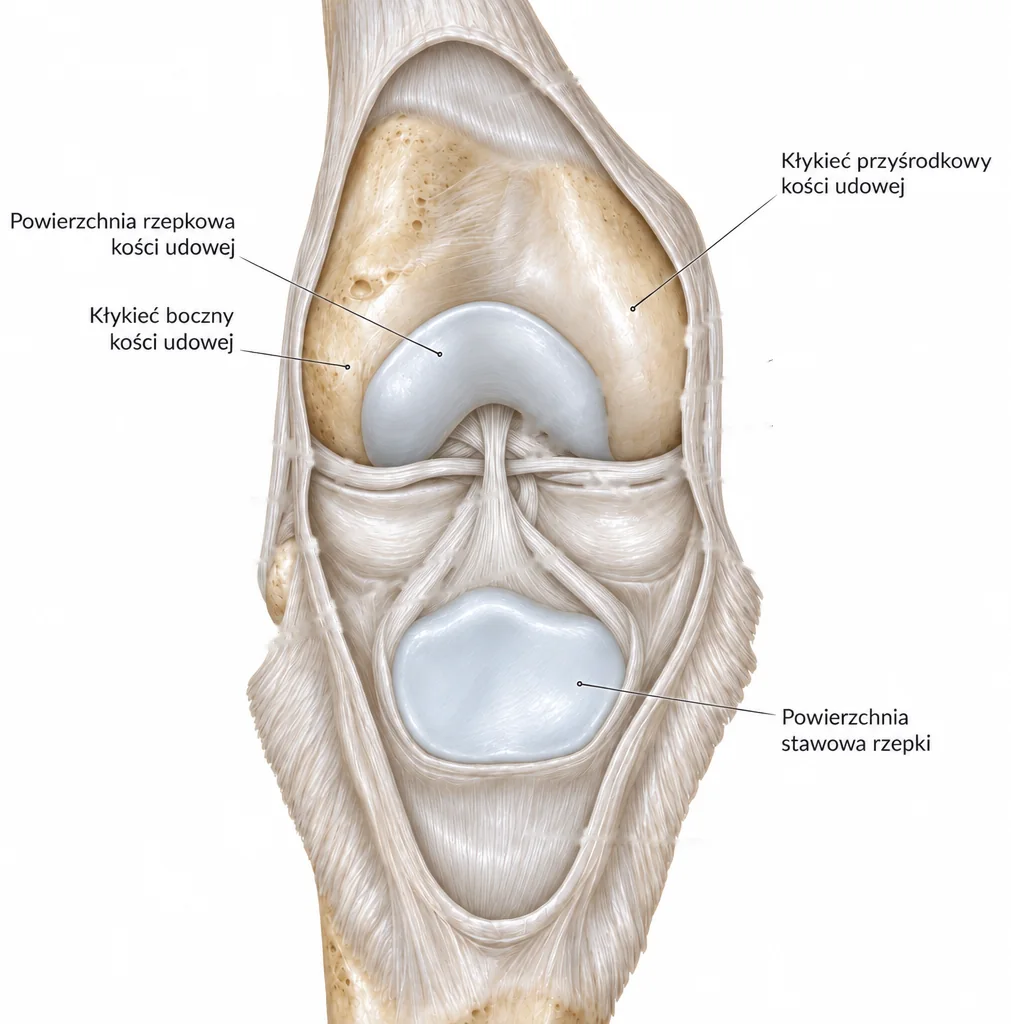 Kłykieć przyśrodkowy
kości udowej
Powierzchnia rzepkowa
kości udowej
Kłykieć boczny
kości udowej
Powierzchnia
stawowa rzepki